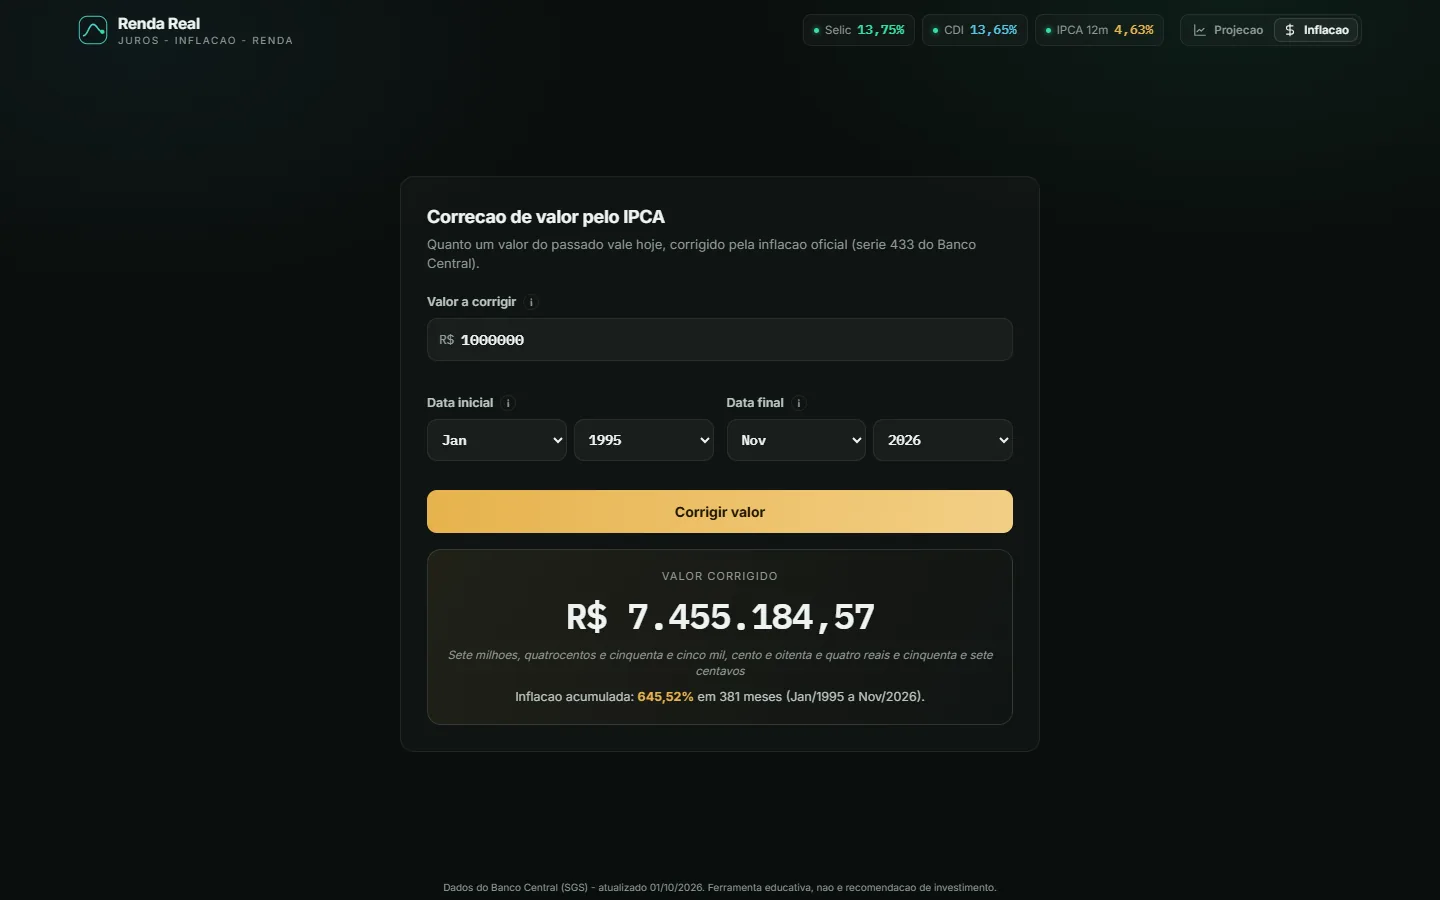 Renda Real
JUROS - INFLACAO - RENDA
Selic 13,75%
CDI 13,65%
IPCA 12m 4,63%
Projecao
Inflacao
Correcao de valor pelo IPCA
Quanto um valor do passado vale hoje, corrigido pela inflacao oficial (serie 433 do Banco
Central).
Valor a corrigir i
R$ 1000000
Data inicial i
Data final i
Jan
1995
Nov
2026
Corrigir valor
VALOR CORRIGIDO
R$ 7.455.184,57
Sete milhoes, quatrocentos e cinquenta e cinco mil, cento e oitenta e quatro reais e cinquenta e sete
centavos
Inflacao acumulada: 645,52% em 381 meses (Jan/1995 a Nov/2026).
Dados do Banco Central (SGS) - atualizado 01/10/2026. Ferramenta educativa, nao e recomendacao de investimento.